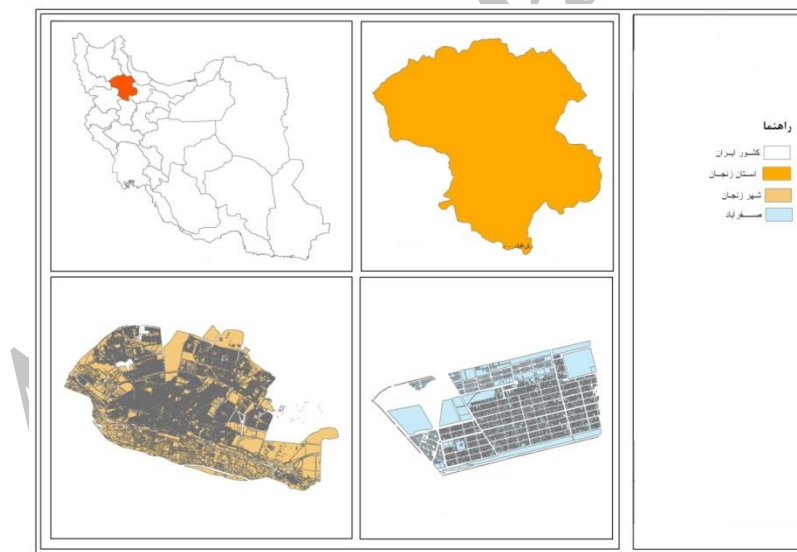 راهنما
کشور ایران
استان زنجان
شهر زنجان
صفرآباد